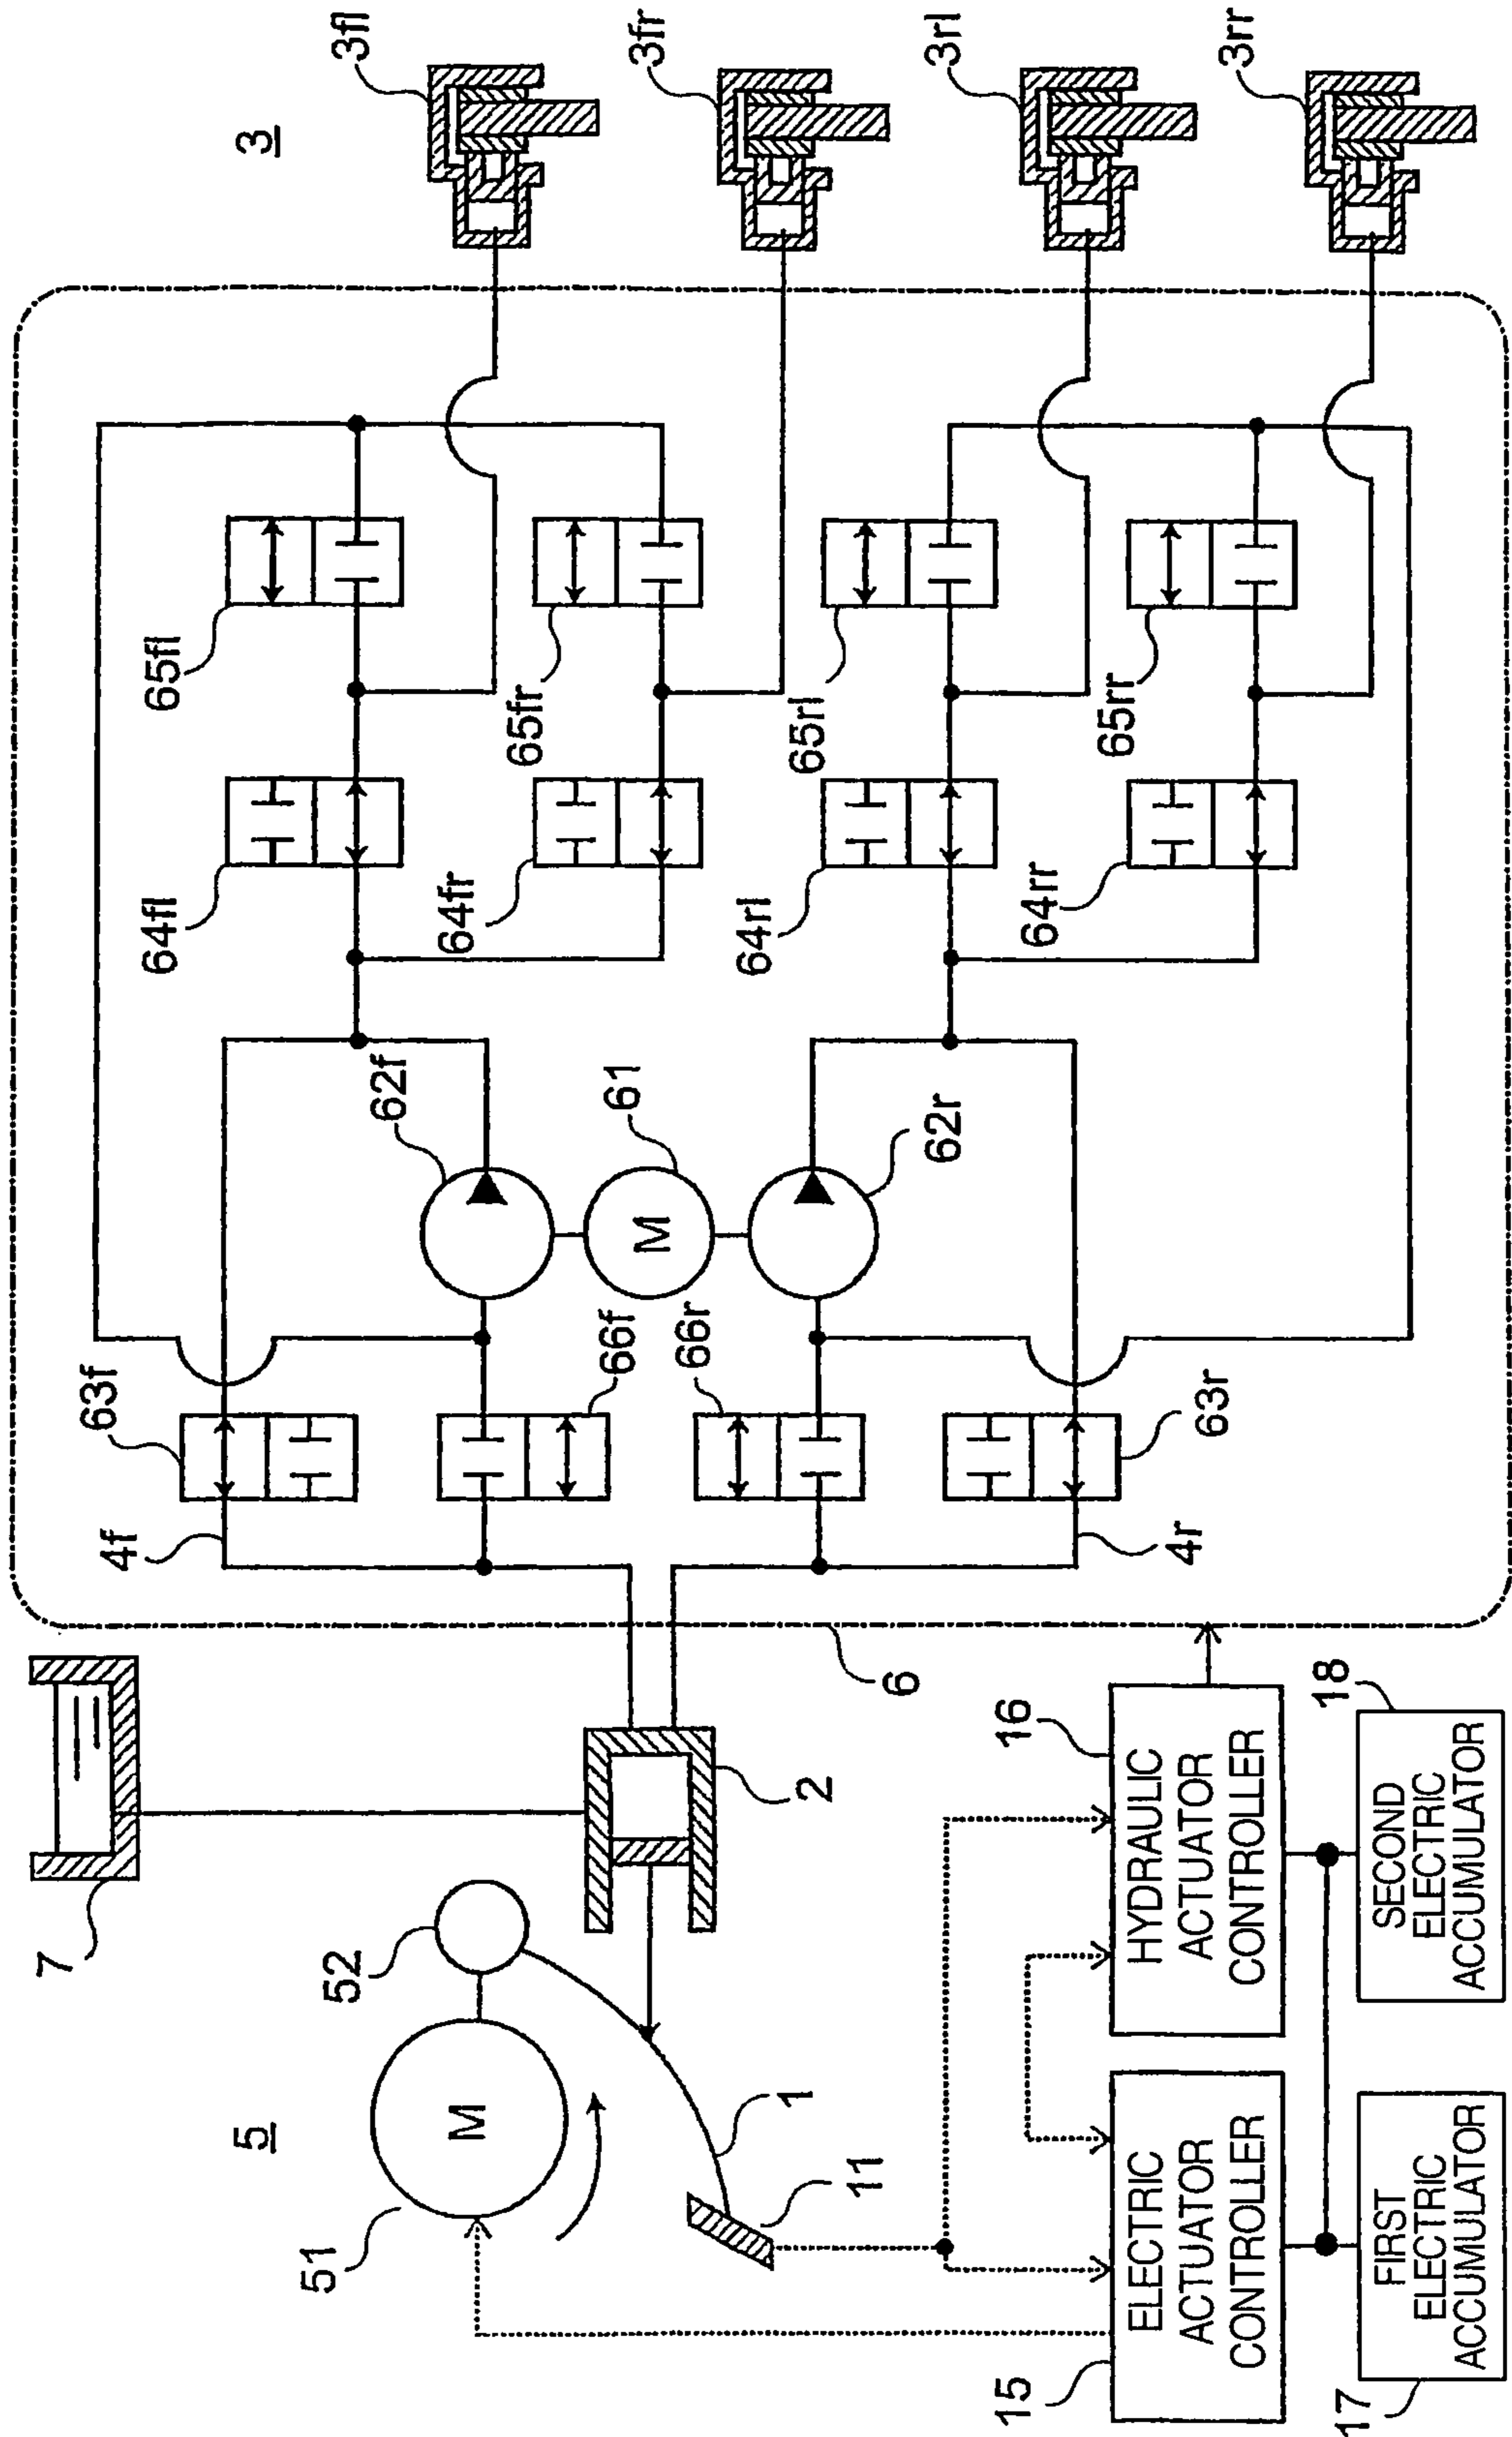 3
3fl
3fr
3rl
3rr
65fl
65fr
65rl
65rr
64fl
64fr
64rl
64rr
62f
61
M
62r
63f
66f
66r
63r
4f
4r
6
7
2
52
5
M
51
1
11
16
HYDRAULIC
ACTUATOR
CONTROLLER
18
SECOND
ELECTRIC
ACCUMULATOR
15
ELECTRIC
ACTUATOR
CONTROLLER
17
FIRST
ELECTRIC
ACCUMULATOR